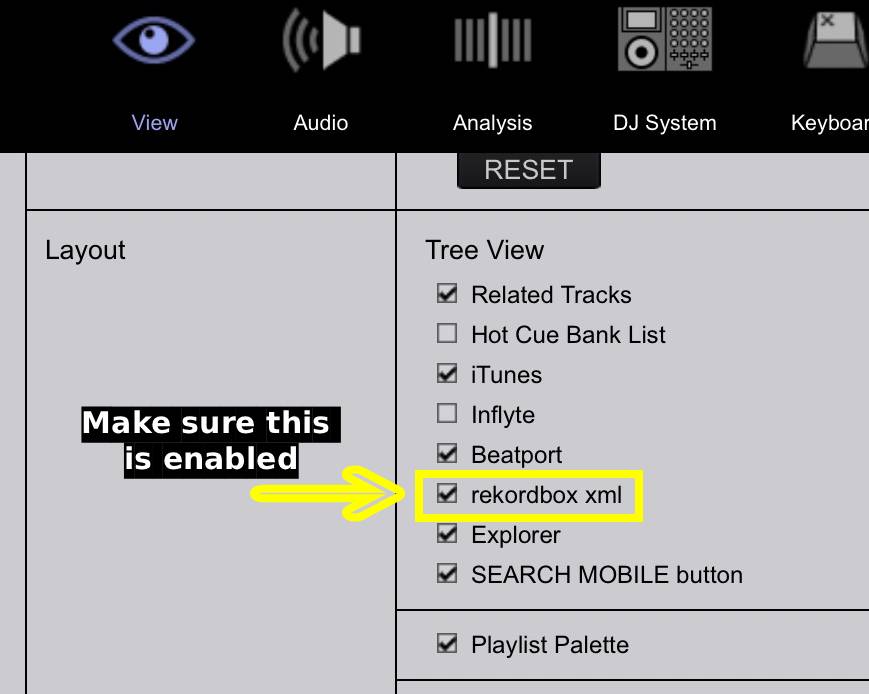 View
Audio
Analysis
DJ System
Keyboar
RESET
Layout
Tree View
Related Tracks
Hot Cue Bank List
iTunes
Inflyte
Beatport
Make sure this
is enabled
rekordbox xml
Explorer
SEARCH MOBILE button
Playlist Palette